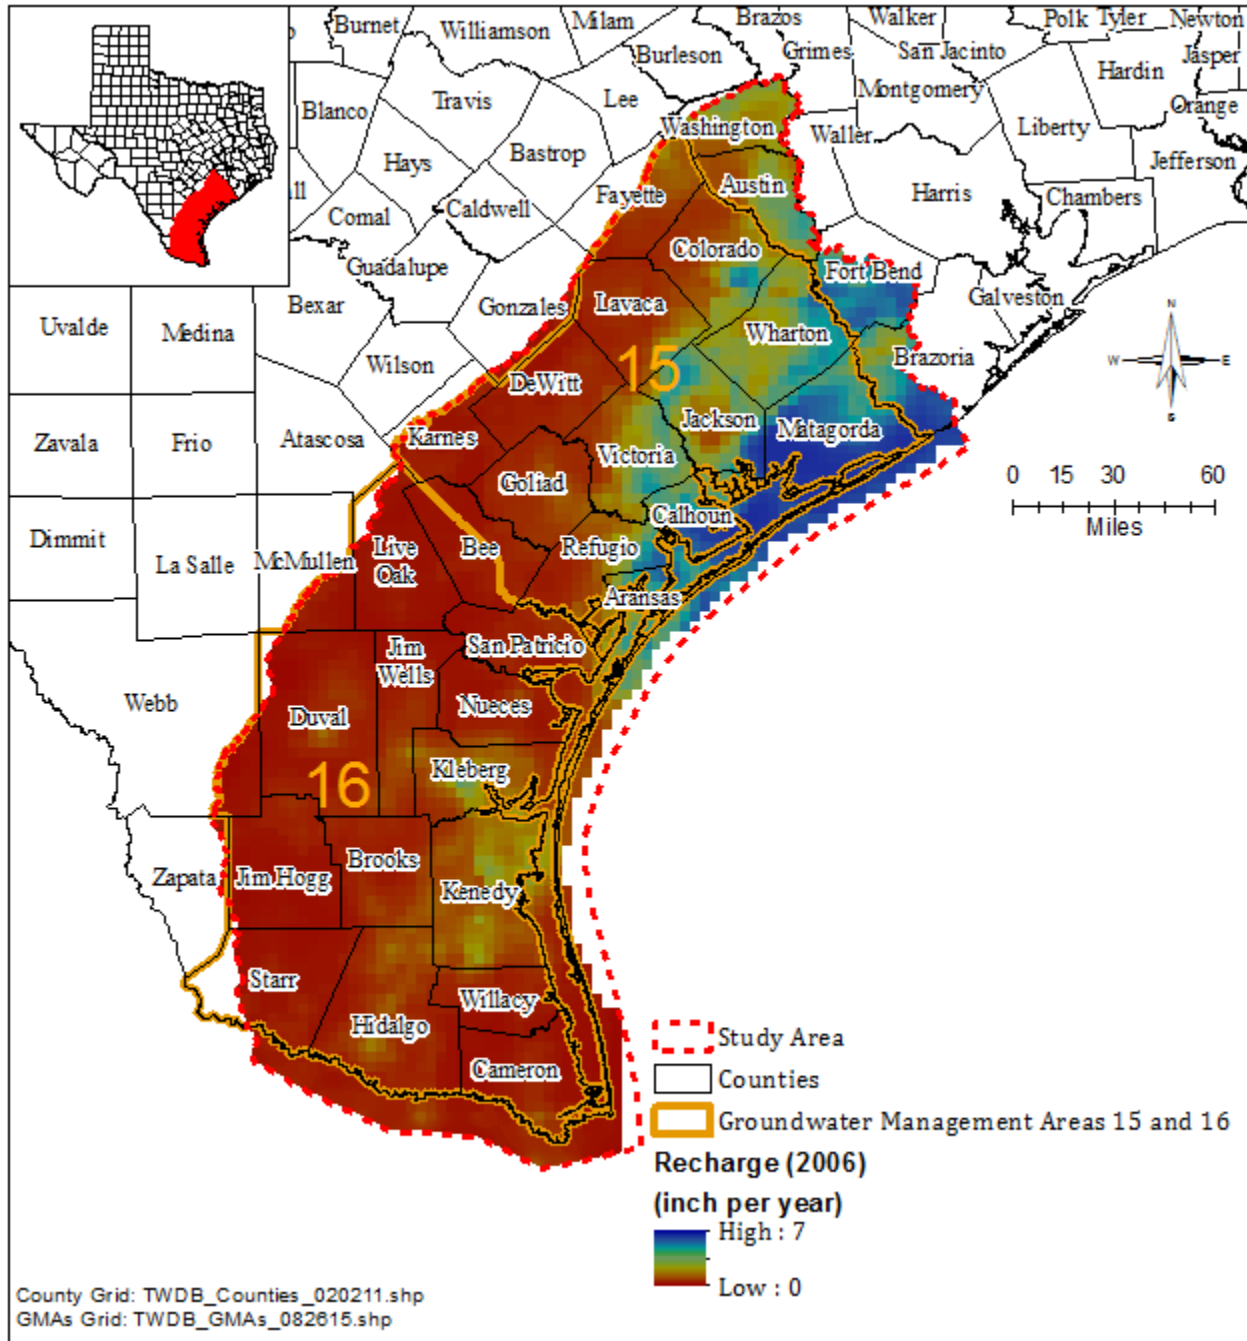 Burnet
Williamson
Milam
Brazos
Walker
Polk
Tyler
Newton
Burleson
Grimes
San Jacinto
Jasper
Blanco
Travis
Lee
Montgomery
Hardin
Orange
Washington
Waller
Liberty
Hays
Bastrop
Jefferson
Fayette
Austin
Harris
Chambers
Comal
Caldwell
Colorado
Guadalupe
Fort Bend
Bexar
Gonzales
Lavaca
Galveston
Uvalde
Medina
Wharton
N
Wilson
15
Brazoria
W
E
DeWitt
S
Zavala
Frio
Atascosa
Karnes
Jackson
Matagorda
Victoria
Goliad
0 15 30 60
Miles
Dimmit
Calhoun
La Salle
McMullen
Live
Oak
Bee
Refugio
Aransas
San Patricio
Jim
Wells
Webb
Duval
Nueces
16
Kleberg
Zapata
Jim Hogg
Brooks
Kenedy
Starr
Willacy
Hidalgo
Cameron
Study Area
Counties
Groundwater Management Areas 15 and 16
Recharge (2006)
(inch per year)
High : 7
Low : 0
County Grid: TWDB_Counties_020211.shp
GMAs Grid: TWDB_GMAs_082615.shp